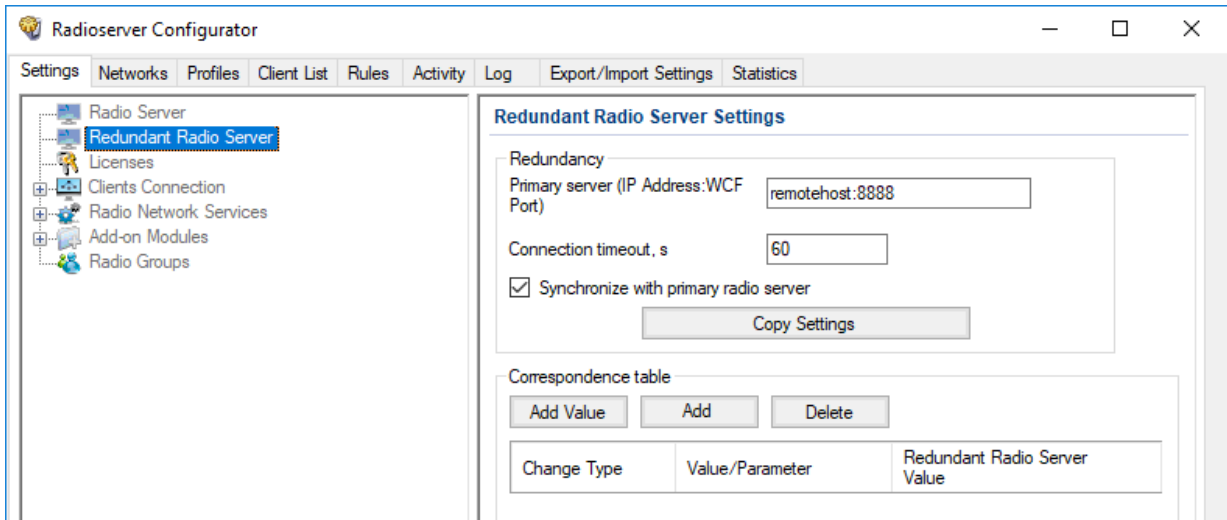 Radioserver Configurator
Settings Networks Profiles Client List Rules Activity Log Export/Import Settings Statistics
Radio Server
Redundant Radio Server
Licenses
Clients Connection
Radio Network Services
Add-on Modules
Radio Groups
Redundant Radio Server Settings
Redundancy
Primary server (IP Address:WCF
Port)
remotehost:8888
Connection timeout, s
60
Synchronize with primary radio server
Copy Settings
Correspondence table
Add Value Add Delete
Change Type Value/Parameter Redundant Radio Server
Value